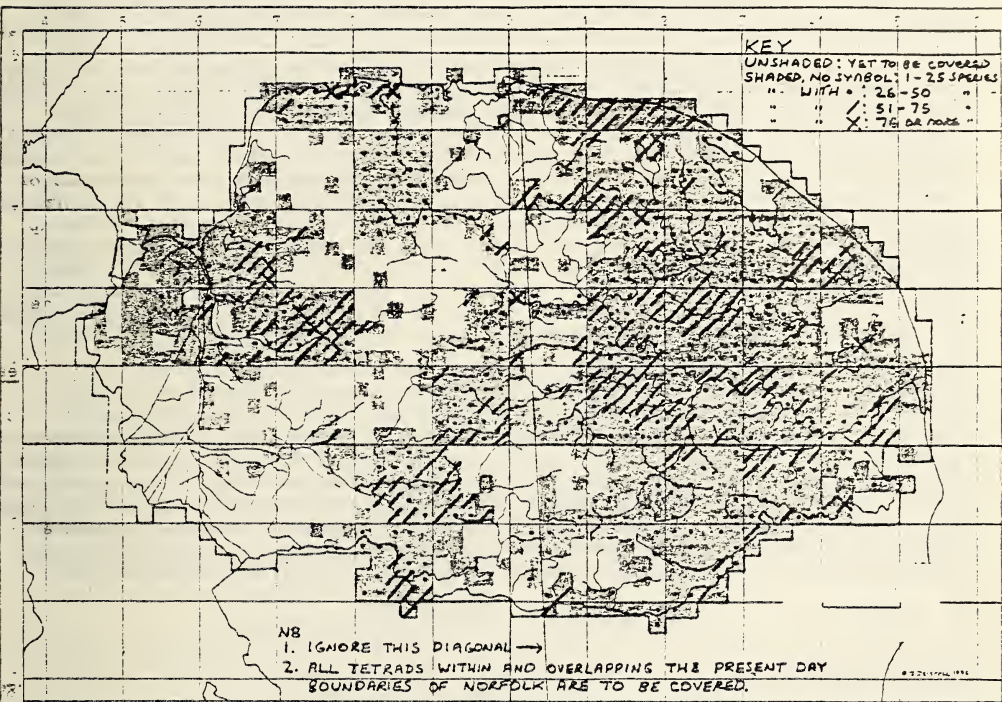 KEY
UNSHADED: YET TO BE COVERED
SHADED, NO SYMBOL: 1-25 SPECIES
" WITH • : 26-50 "
" " / : 51-75 "
" " X : 76 OR MORE "
NB
1. IGNORE THIS DIAGONAL →
2. ALL TETRADS WITHIN AND OVERLAPPING THE PRESENT DAY
BOUNDARIES OF NORFOLK ARE TO BE COVERED.